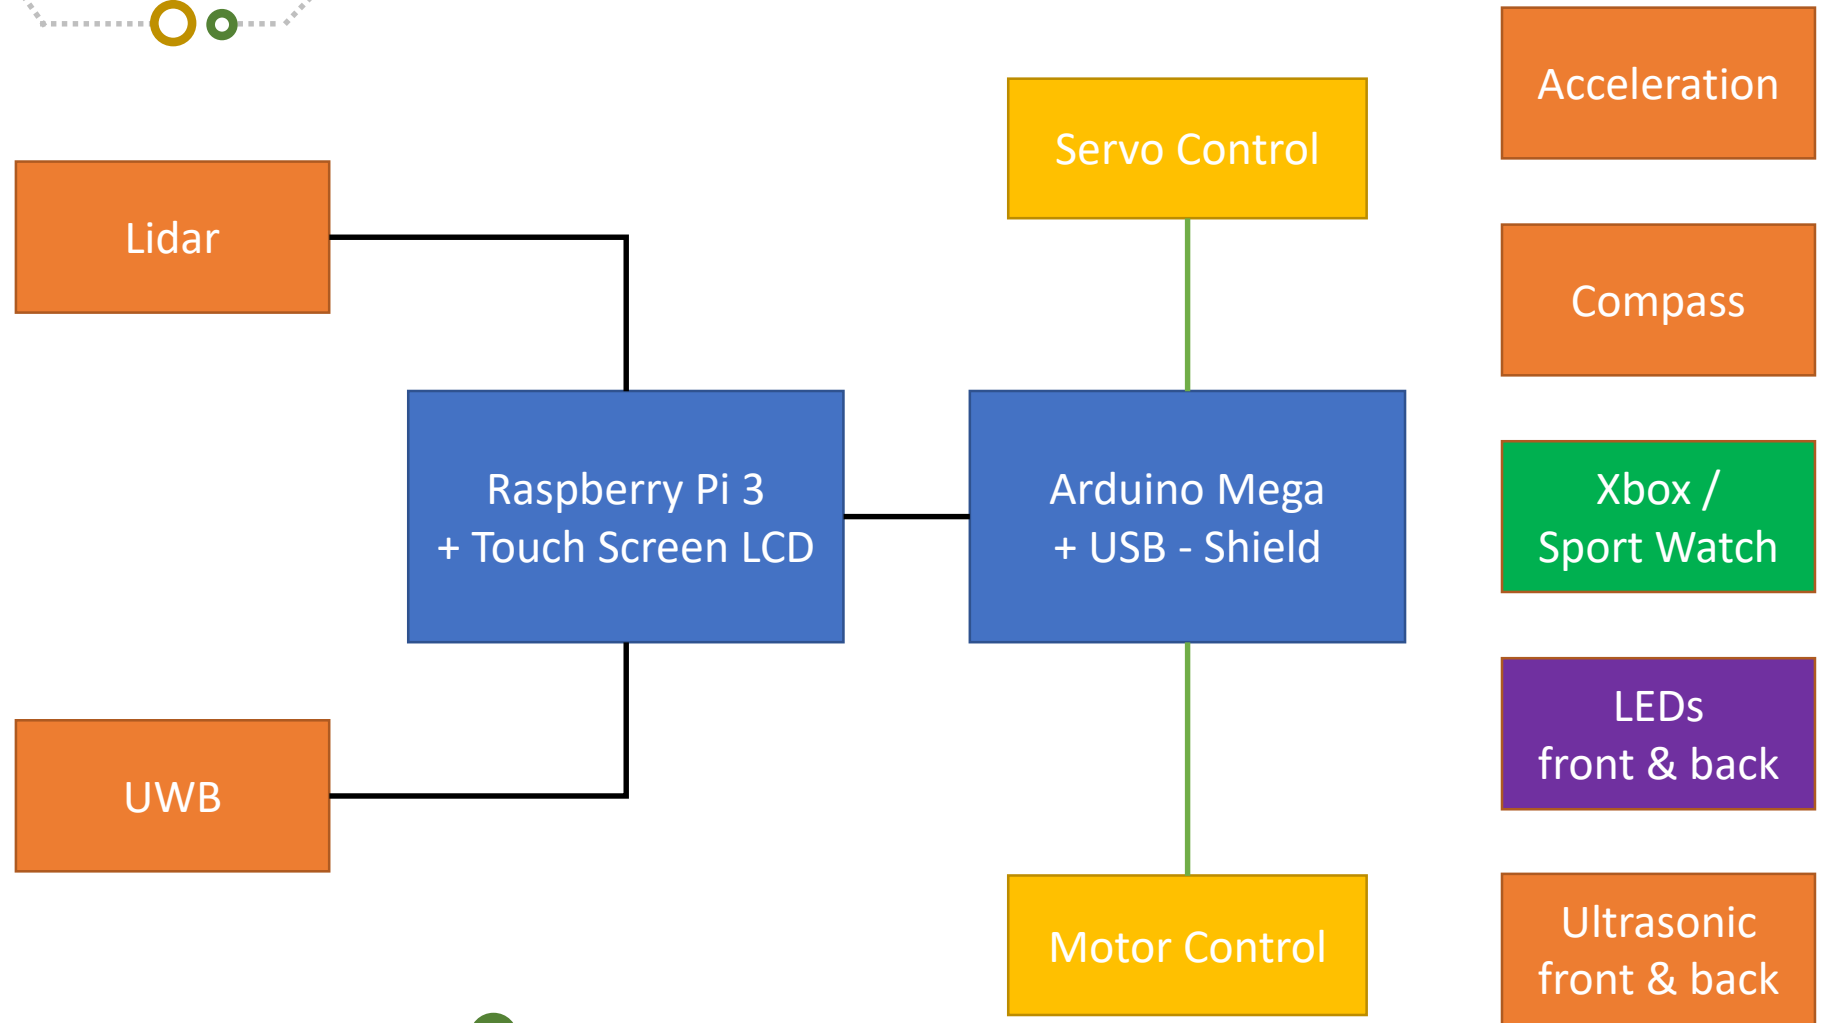 Acceleration
Servo Control
Lidar
Compass
Raspberry Pi 3
+ Touch Screen LCD
Arduino Mega
+ USB - Shield
Xbox /
Sport Watch
LEDs
front & back
UWB
Motor Control
Ultrasonic
front & back